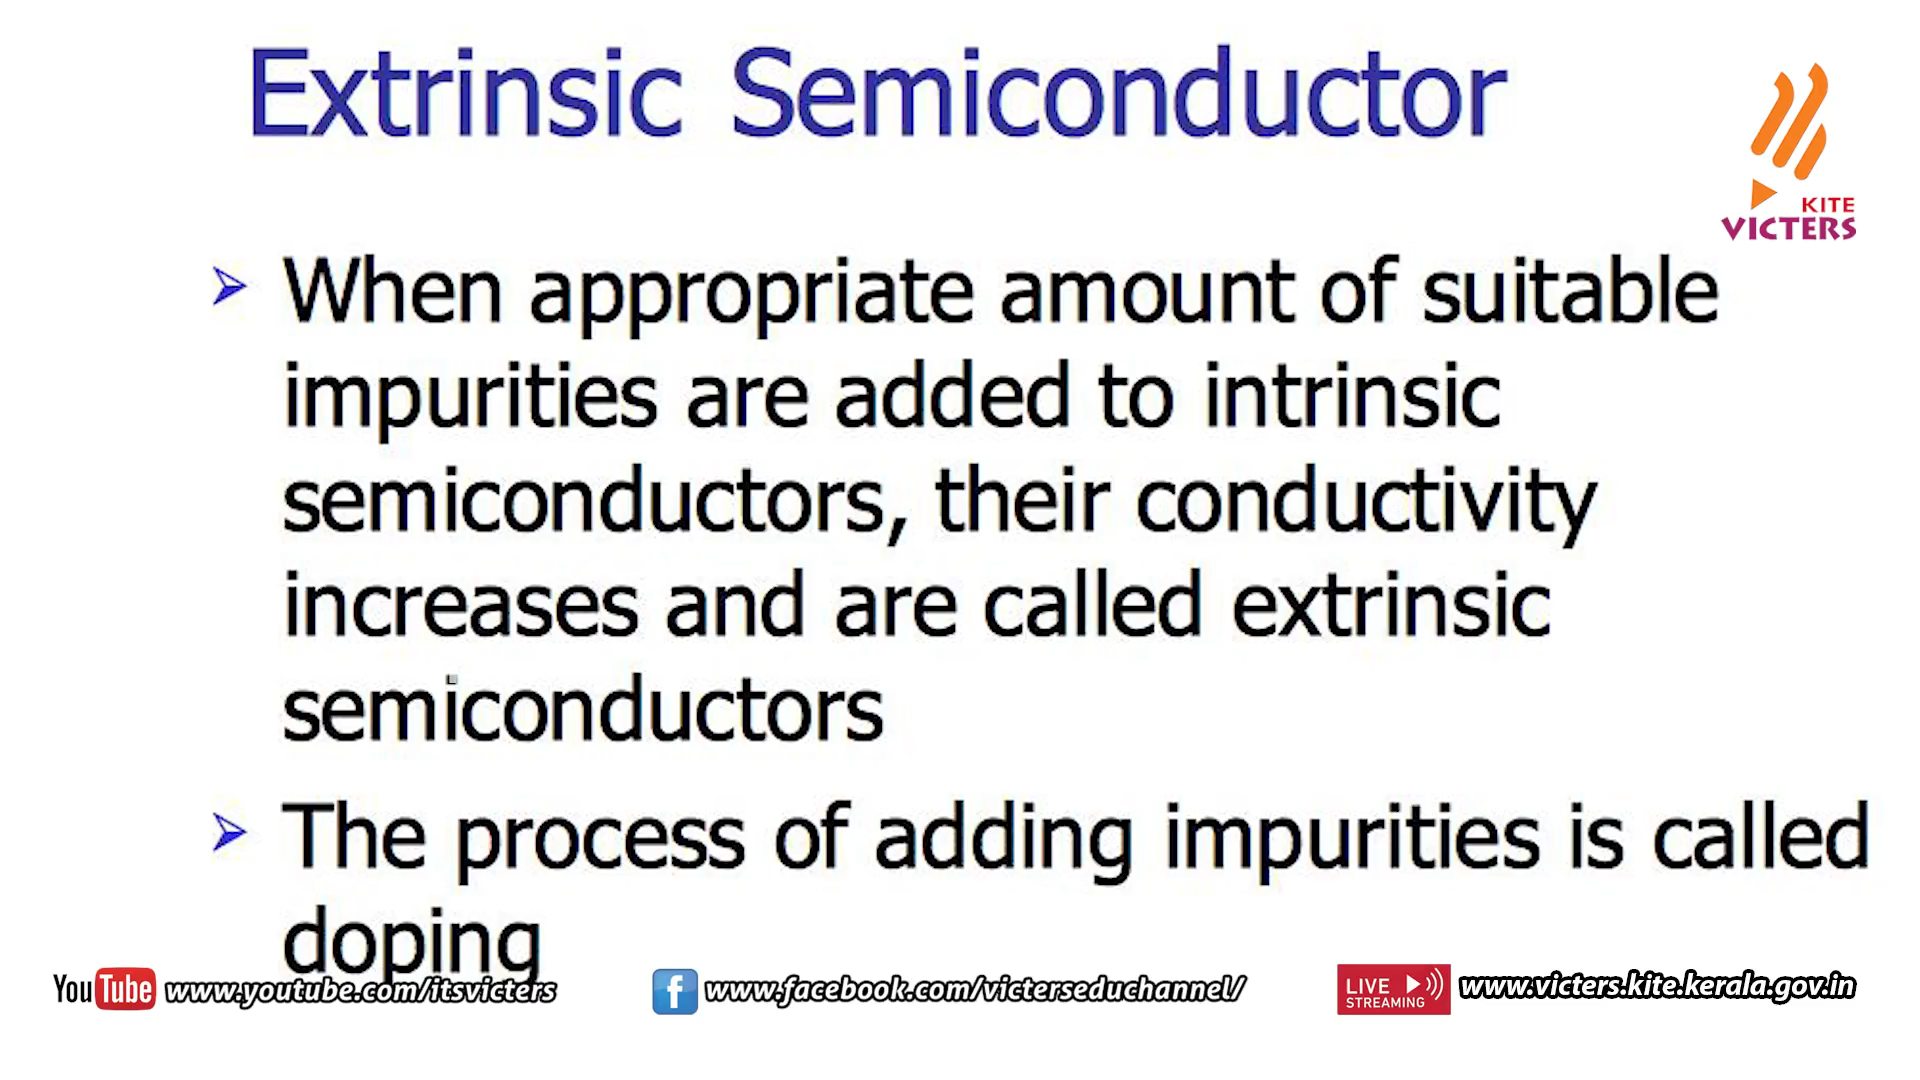 Extrinsic Semiconductor
KITE
VICTERS
➢ When appropriate amount of suitable
impurities are added to intrinsic
semiconductors, their conductivity
increases and are called extrinsic
semiconductors
➢ The process of adding impurities is called
doping
YouTube www.youtube.com/itsvicters
f www.facebook.com/victerseduchannel/
LIVE
STREAMING
www.victers.kite.kerala.gov.in